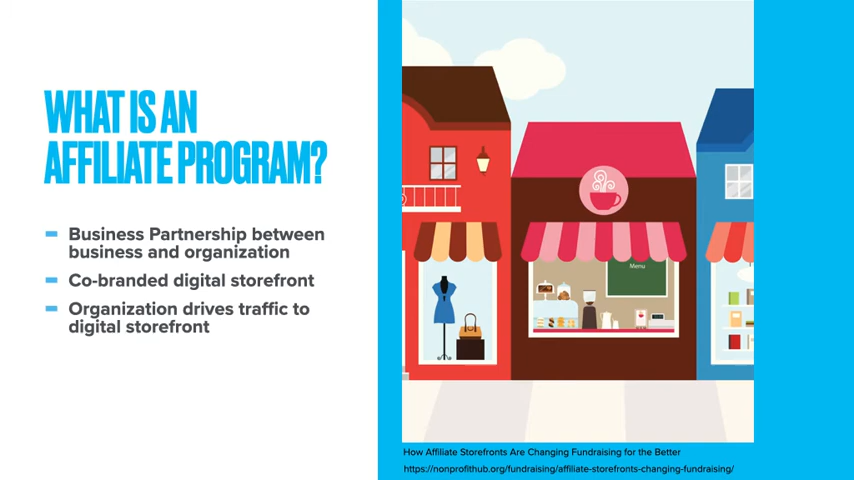 WHAT IS AN
AFFILIATE PROGRAM?
Business Partnership between
business and organization
Co-branded digital storefront
Organization drives traffic to
digital storefront
Menu
How Affiliate Storefronts Are Changing Fundraising for the Better
https://nonprofithub.org/fundraising/affiliate-storefronts-changing-fundraising/